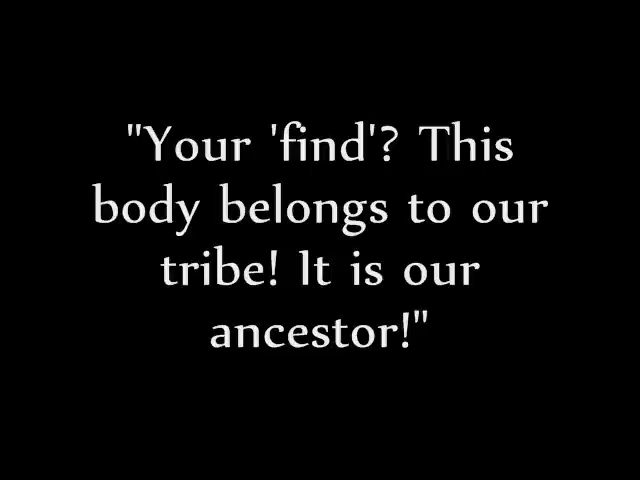 "Your 'find'? This
body belongs to our
tribe! It is our
ancestor!"